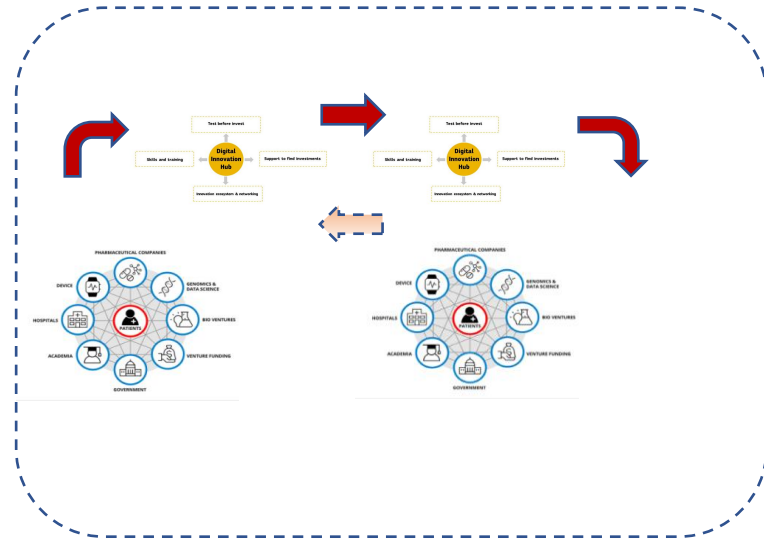 Test before invest
Digital
Innovation
Hub
Skills and training
Support to find investments
Innovation ecosystem & networking
Test before invest
Digital
Innovation
Hub
Skills and training
Support to find investments
Innovation ecosystem & networking
PHARMACEUTICAL COMPANIES
DEVICE
GENOMICS &
DATA SCIENCE
HOSPITALS
PATIENTS
BIO VENTURES
ACADEMIA
VENTURE FUNDING
GOVERNMENT
PHARMACEUTICAL COMPANIES
DEVICE
GENOMICS &
DATA SCIENCE
HOSPITALS
PATIENTS
BIO VENTURES
ACADEMIA
VENTURE FUNDING
GOVERNMENT